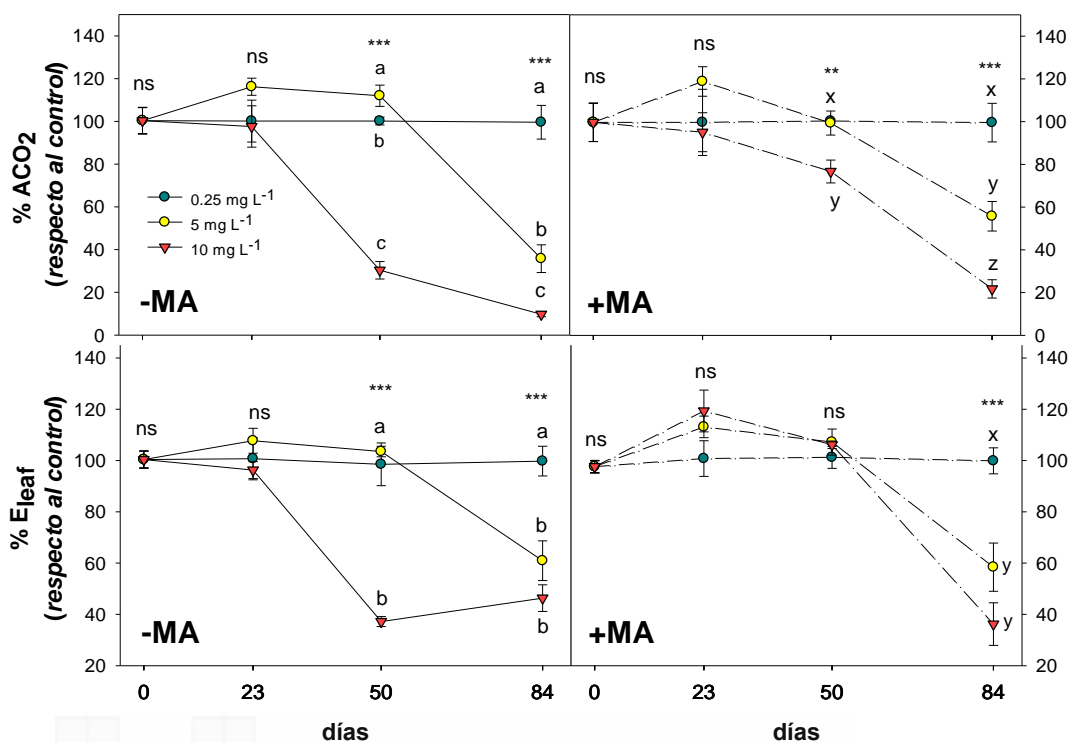 140
120
100
80
60
40
20
0
% ACO2
(respecto al control)
ns
ns
***
a
b
c
***
a
b
c
0.25 mg L-1
5 mg L-1
10 mg L-1
-MA
ns
ns
**
x
y
***
x
y
z
+MA
140
120
100
80
60
40
20
0
140
120
100
80
60
40
20
% Eleaf
(respecto al control)
ns
ns
***
a
b
***
a
b
b
-MA
0
23
50
84
días
ns
ns
ns
***
x
y
y
+MA
140
120
100
80
60
40
20
0
23
50
84
días